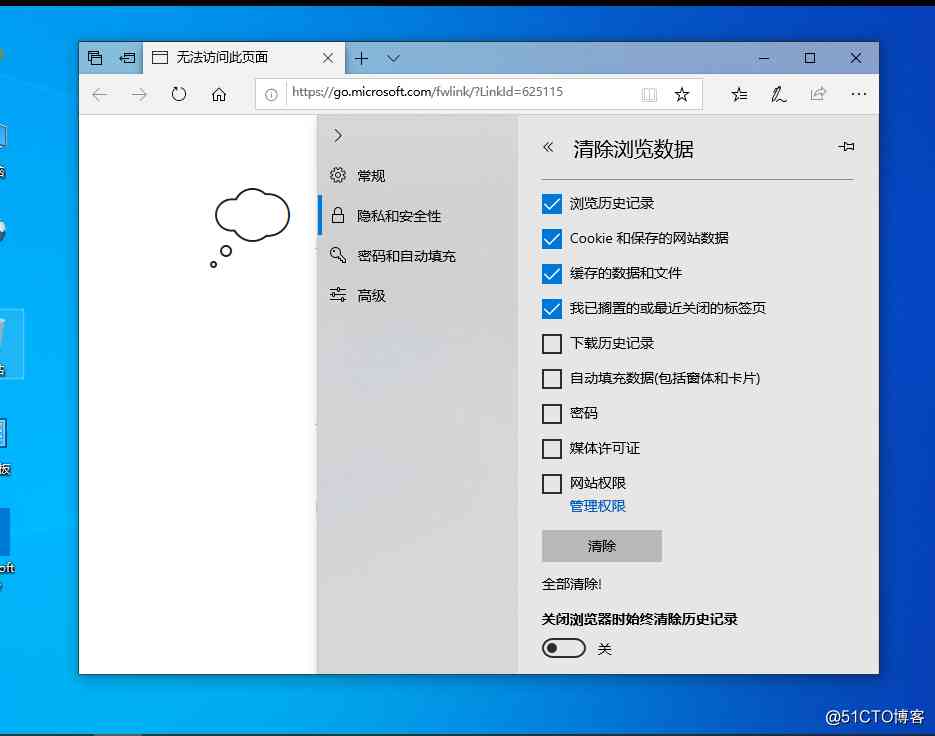 无法访问此页面
https://go.microsoft.com/fwlink/?LinkId=625115
清除浏览数据
常规
隐私和安全性
密码和自动填充
高级
浏览历史记录
Cookie 和保存的网站数据
缓存的数据和文件
我已搁置的或最近关闭的标签页
下载历史记录
自动填充数据(包括窗体和卡片)
密码
媒体许可证
网站权限
管理权限
清除
全部清除!
关闭浏览器时始终清除历史记录
关
板
oft
@51CTO博客